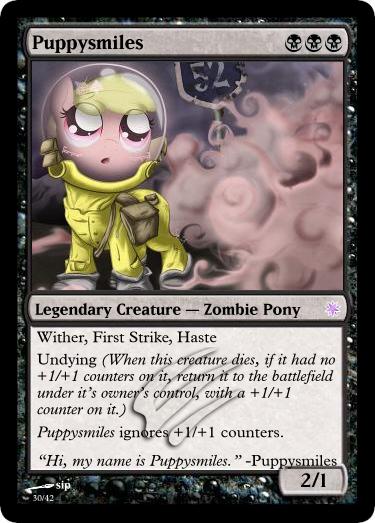 Puppysmiles
52
Legendary Creature — Zombie Pony
Wither, First Strike, Haste
Undying (When this creature dies, if it had no
+1/+1 counters on it, return it to the battlefield
under it's owner's control, with a +1/+1
counter on it.)
Puppysmiles ignores +1/+1 counters.
“Hi, my name is Puppysmiles.” -Puppysmiles
2/1
sip
30/42